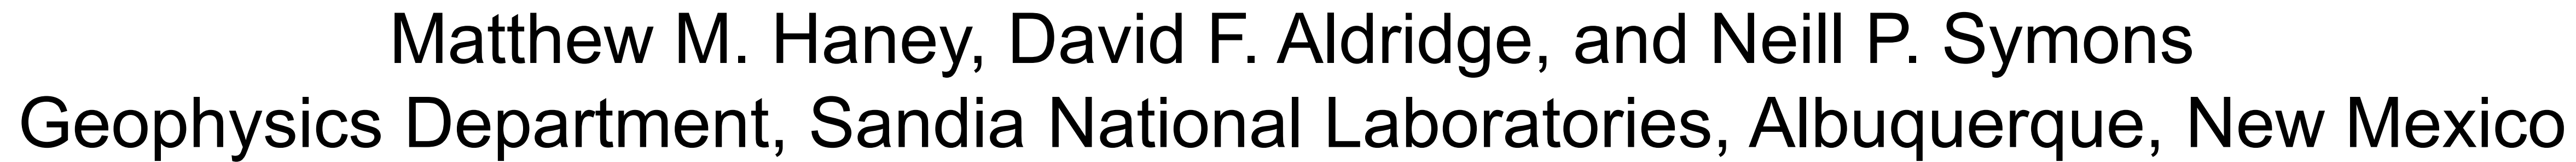 Matthew M. Haney, David F. Aldridge, and Neill P. Symons
Geophysics Department, Sandia National Laboratories, Albuquerque, New Mexico